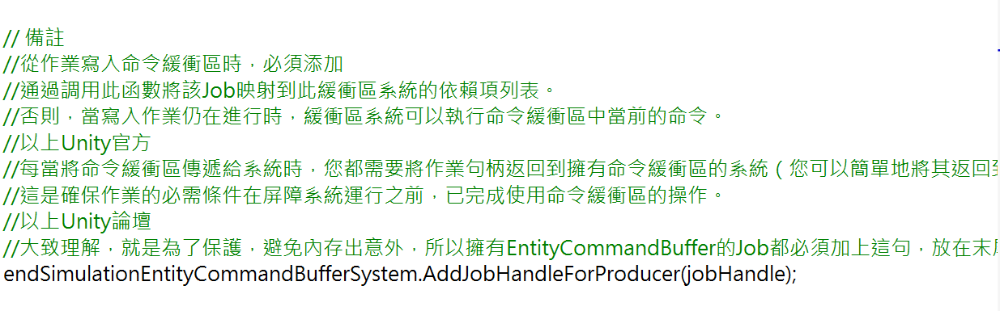 // 備註
//從作業寫入命令緩衝區時，必須添加
//通過調用此函數將該Job映射到此緩衝區系統的依賴項列表。
//否則，當寫入作業仍在進行時，緩衝區系統可以執行命令緩衝區中當前的命令。
//以上Unity官方
//每當將命令緩衝區傳遞給系統時，您都需要將作業句柄返回到擁有命令緩衝區的系統（您可以簡單地將其返回
//這是確保作業的必需條件在屏障系統運行之前，已完成使用命令緩衝區的操作。
//以上Unity論壇
//大致理解，就是為了保護，避免內存出意外，所以擁有EntityCommandBuffer的Job都必須加上這句，放在末
endSimulationEntityCommandBufferSystem.AddJobHandleForProducer(jobHandle);